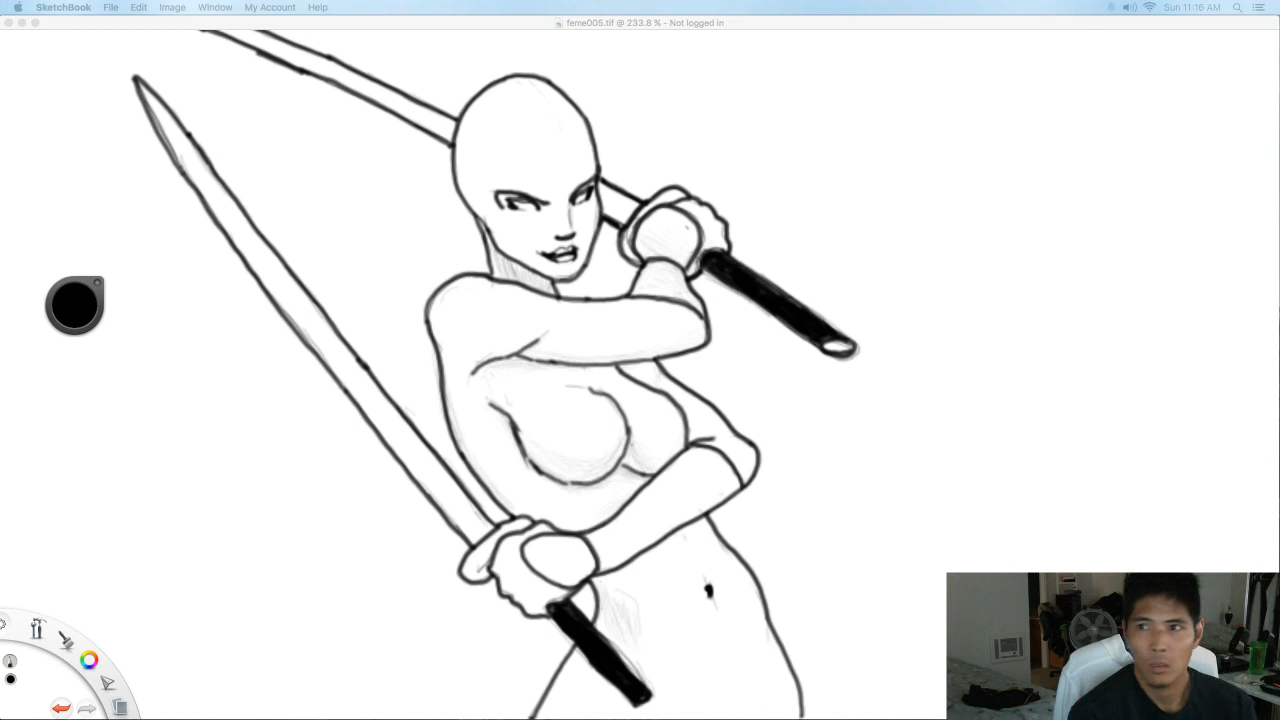 SketchBook File Edit Image Window My Account Help Sun 11:16 AM
feme005.tif @ 233.8 % - Not logged in